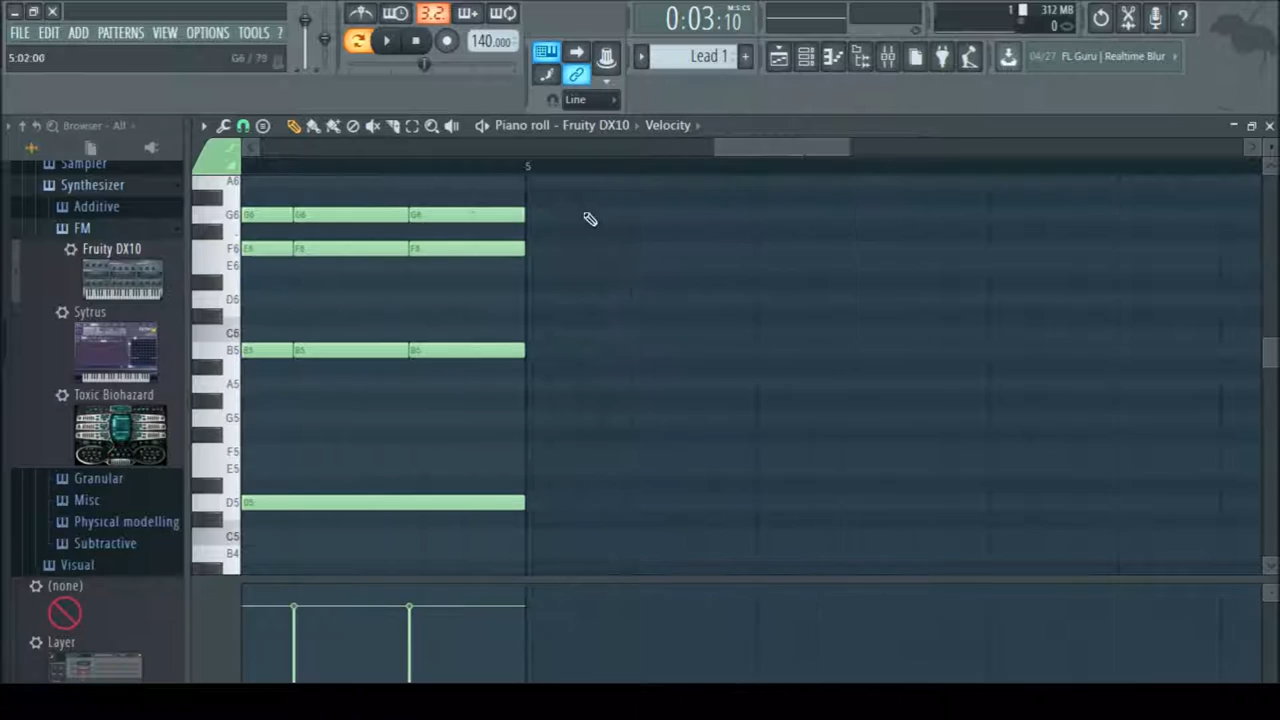 FILE EDIT ADD PATTERNS VIEW OPTIONS TOOLS ?
5:02:00 G6 / 79
3.2.
140.000
0:03:10
M:S:CS
1 312 MB
0
Line
Lead 1
04/27 FL Guru | Realtime Blur
Browser - All
Piano roll - Fruity DX10 Velocity
Sampler
Synthesizer
Additive
FM
Fruity DX10
Sytrus
Toxic Biohazard
Granular
Misc
Physical modelling
Subtractive
Visual
(none)
Layer
5
A6
G6
F6
E6
D6
C6
B5
A5
G5
F5
E5
D5
C5
B4